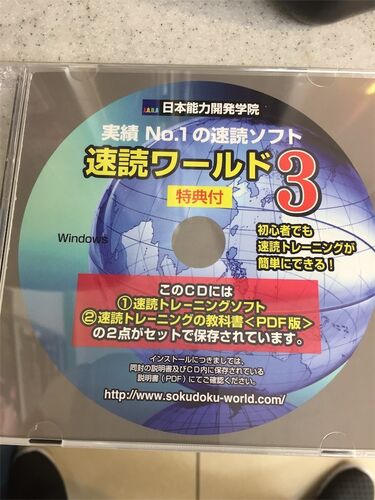 日本能力開発学院
実績 No.1の速読ソフト
速読ワールド3
特典付
初心者でも
速読トレーニングが
簡単にできる!
Windows
このCDには
①速読トレーニングソフト
②速読トレーニングの教科書<PDF版>
の2点がセットで保存されています。
インストールにつきましては、
同封の説明書及びCD内に保存されている
説明書(PDF)にてご確認ください。
http://www.sokudoku-world.com/